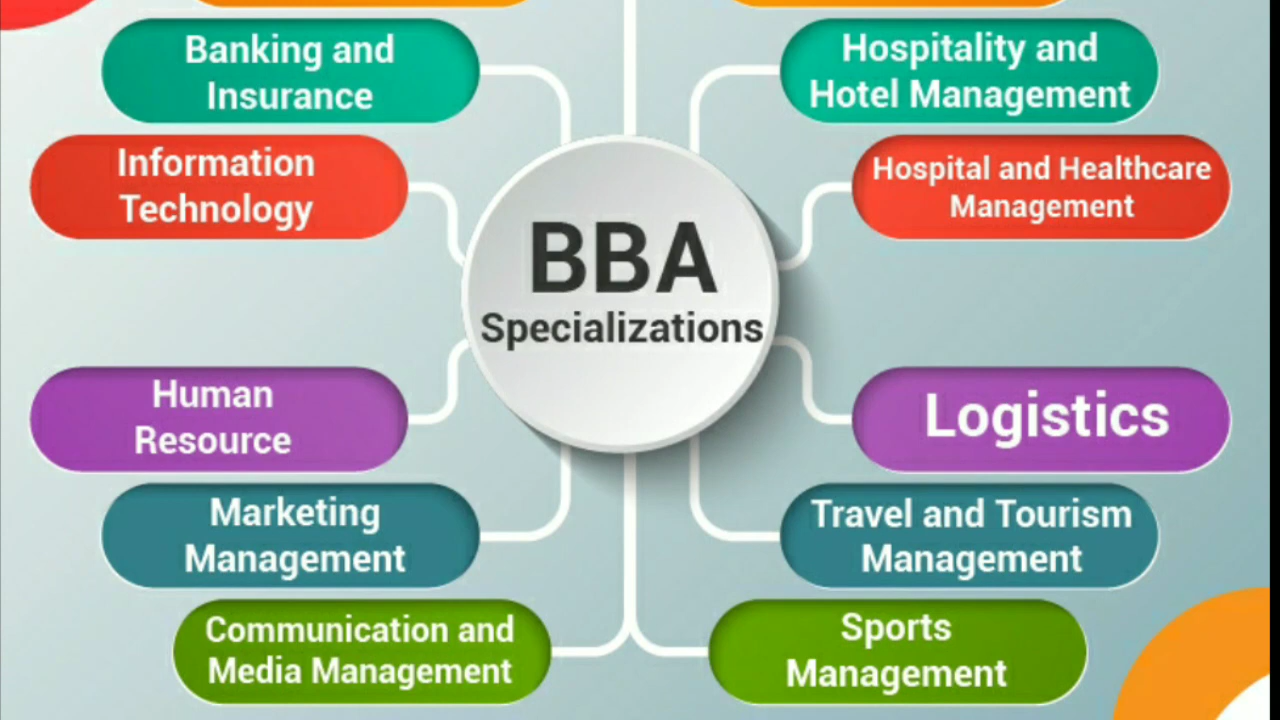 Banking and
Insurance
Hospitality and
Hotel Management
Information
Technology
Hospital and Healthcare
Management
BBA
Specializations
Human
Resource
Logistics
Marketing
Management
Travel and Tourism
Management
Communication and
Media Management
Sports
Management